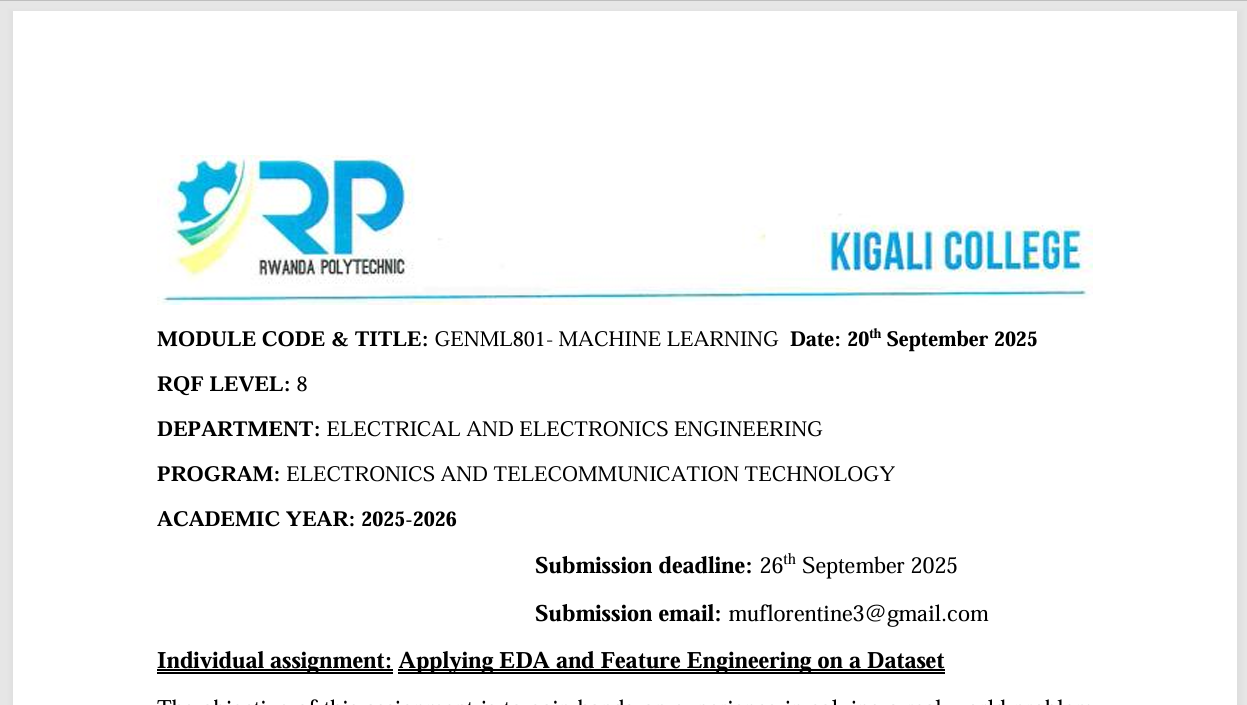 RP
RWANDA POLYTECHNIC
KIGALI COLLEGE
MODULE CODE & TITLE: GENML801- MACHINE LEARNING  Date: 20th September 2025
RQF LEVEL: 8
DEPARTMENT: ELECTRICAL AND ELECTRONICS ENGINEERING
PROGRAM: ELECTRONICS AND TELECOMMUNICATION TECHNOLOGY
ACADEMIC YEAR: 2025-2026
Submission deadline: 26th September 2025
Submission email: muflorentine3@gmail.com
Individual assignment: Applying EDA and Feature Engineering on a Dataset